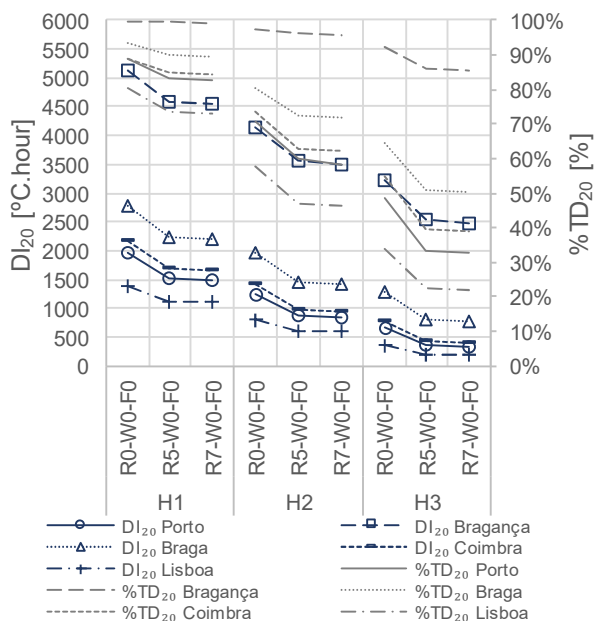 6000 100%
5500 90%
5000 80%
4500 70%
4000 60%
3500 50%
3000 40%
2500 30%
2000 20%
1500 10%
1000 0%
500
0
DI₂₀ [ºC.hour]
%TD₂₀ [%]
R0-W0-F0 R5-W0-F0 R7-W0-F0 R0-W0-F0 R5-W0-F0 R7-W0-F0 R0-W0-F0 R5-W0-F0 R7-W0-F0
H1 H2 H3
DI₂₀ Porto DI₂₀ Bragança
DI₂₀ Braga DI₂₀ Coimbra
DI₂₀ Lisboa %TD₂₀ Porto
%TD₂₀ Bragança %TD₂₀ Braga
%TD₂₀ Coimbra %TD₂₀ Lisboa